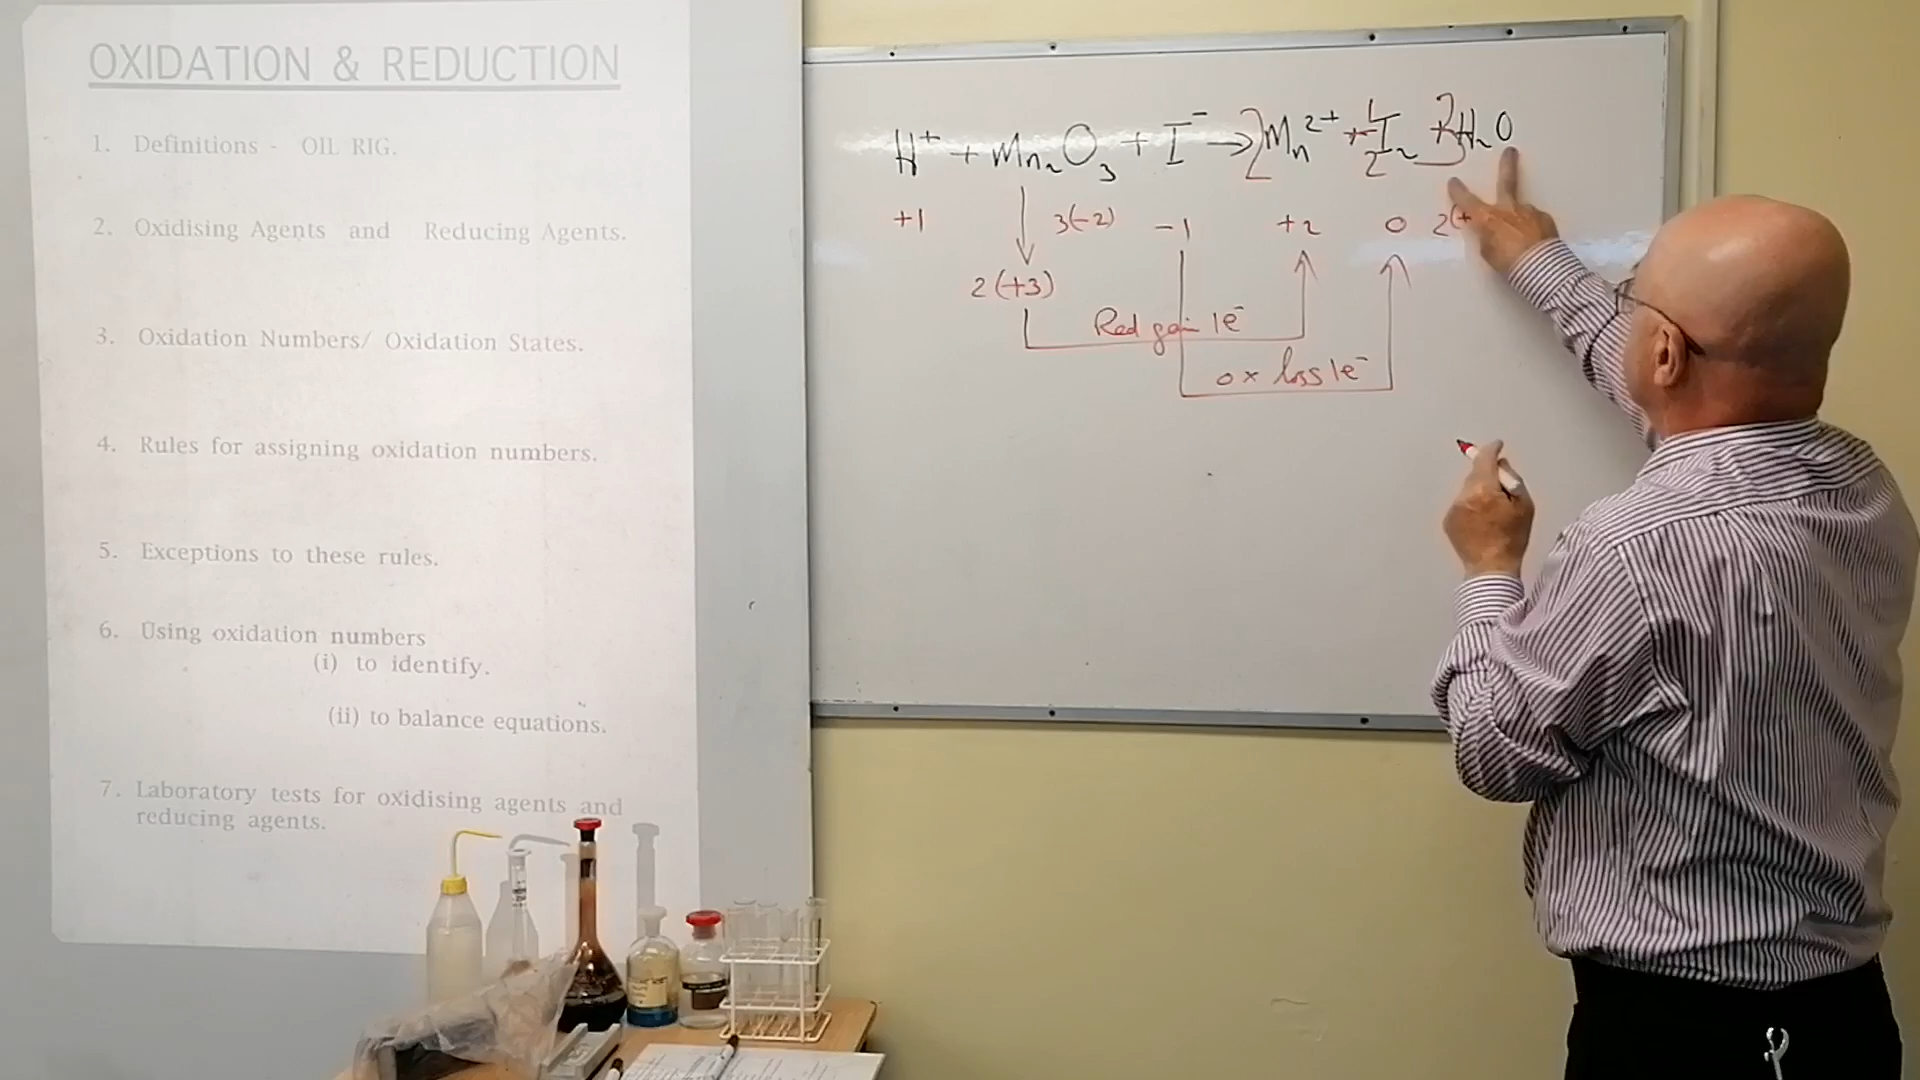 OXIDATION & REDUCTION
1. Definitions - OIL RIG.
2. Oxidising Agents and Reducing Agents.
3. Oxidation Numbers/ Oxidation States.
4. Rules for assigning oxidation numbers.
5. Exceptions to these rules.
6. Using oxidation numbers
(i) to identify.
(ii) to balance equations.
7. Laboratory tests for oxidising agents and
reducing agents.
H⁺ + Mn₂O₃ + I⁻ → 2Mn²⁺ + ½I₂ + H₂O
+1 3(-2) -1 +2 0 2(+
2(+3)
Red gain 1e⁻
ox loss 1e⁻